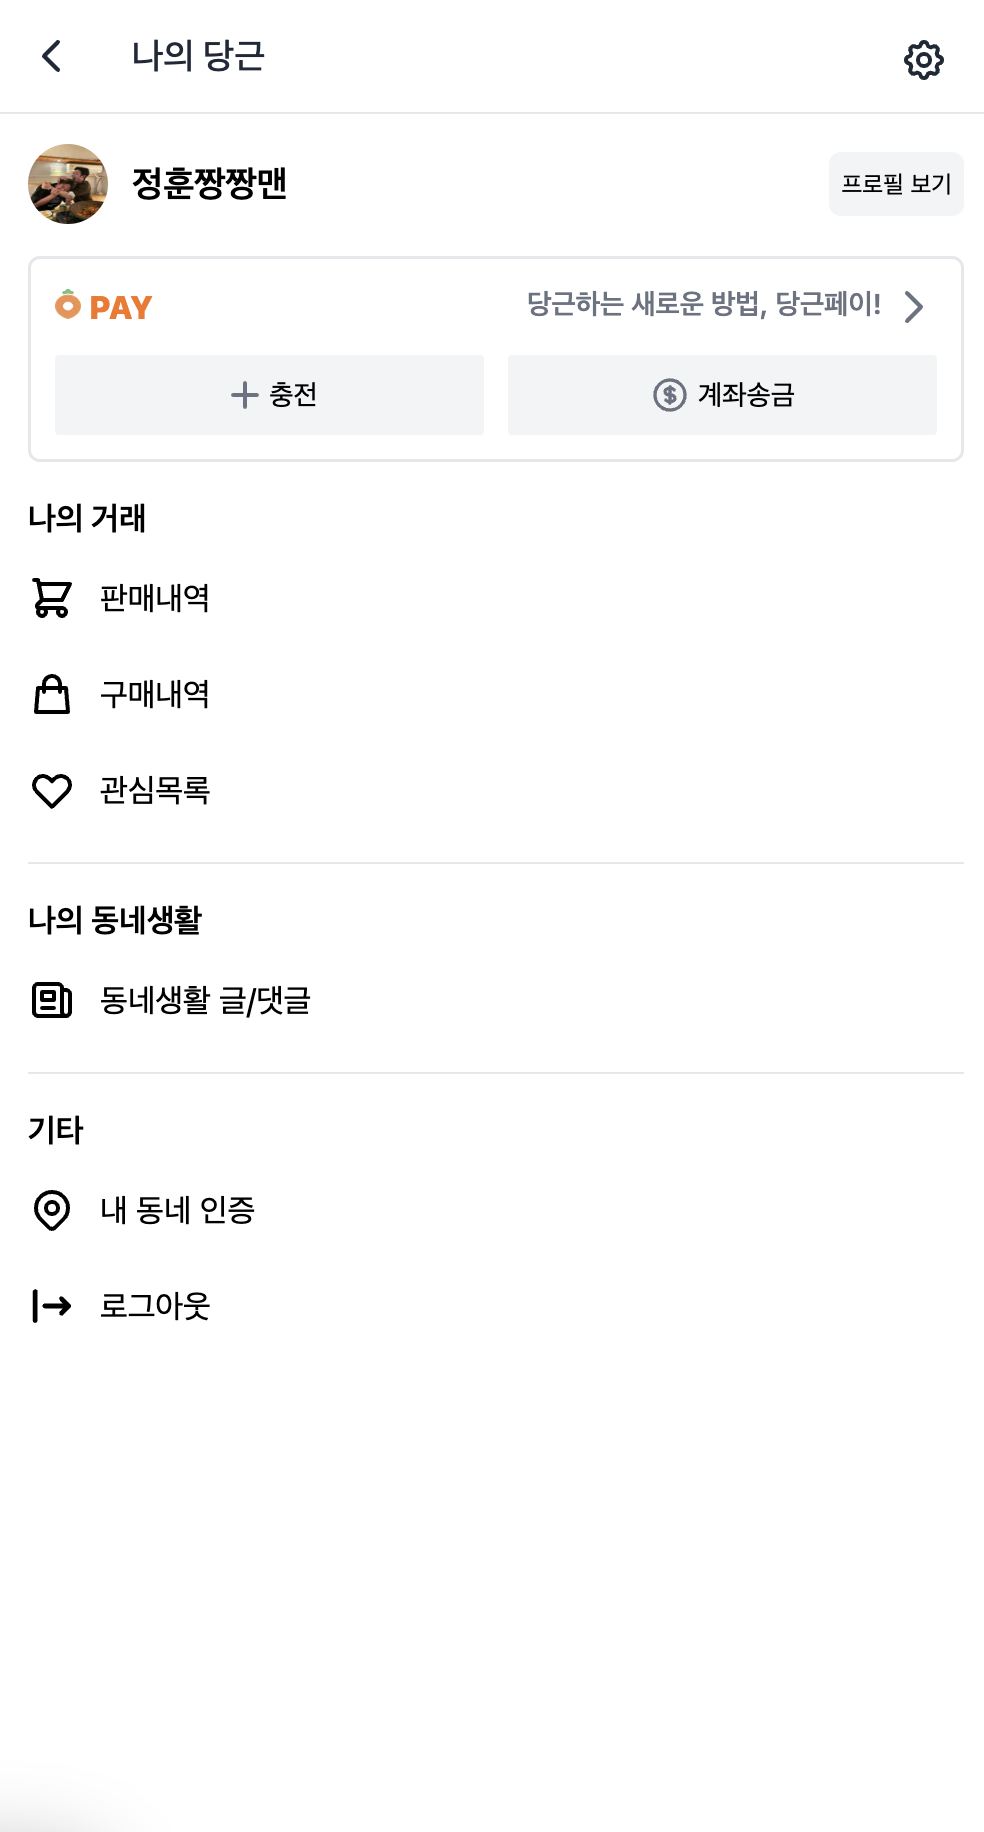 나의 당근
정훈짱짱맨
프로필 보기
PAY
당근하는 새로운 방법, 당근페이!
충전
계좌송금
나의 거래
판매내역
구매내역
관심목록
나의 동네생활
동네생활 글/댓글
기타
내 동네 인증
로그아웃